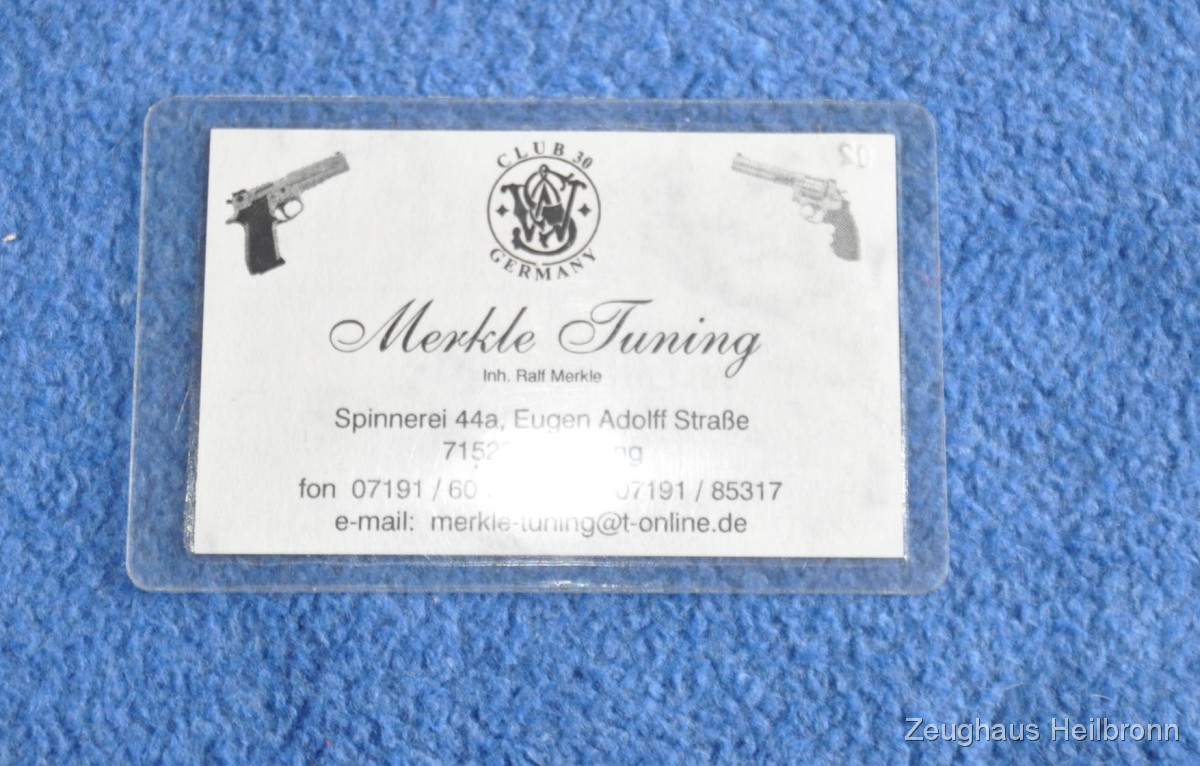 CLUB 30
GERMANY
Merkle Tuning
Inh. Ralf Merkle
Spinnerei 44a, Eugen Adolff Straße
fon 07191 / 60 07191 / 85317
e-mail: merkle-tuning@t-online.de
Zeughaus Heilbronn